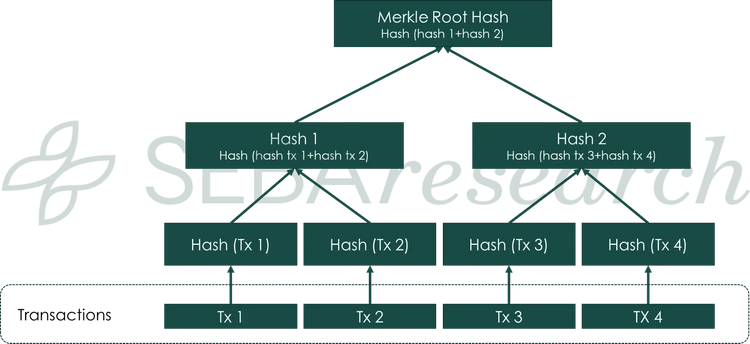 Merkle Root Hash
Hash (hash 1+hash 2)
Hash 1
Hash (hash tx 1+hash tx 2)
Hash 2
Hash (hash tx 3+hash tx 4)
SEBAresearch
Hash (Tx 1)
Hash (Tx 2)
Hash (Tx 3)
Hash (Tx 4)
Transactions
Tx 1
Tx 2
Tx 3
TX 4